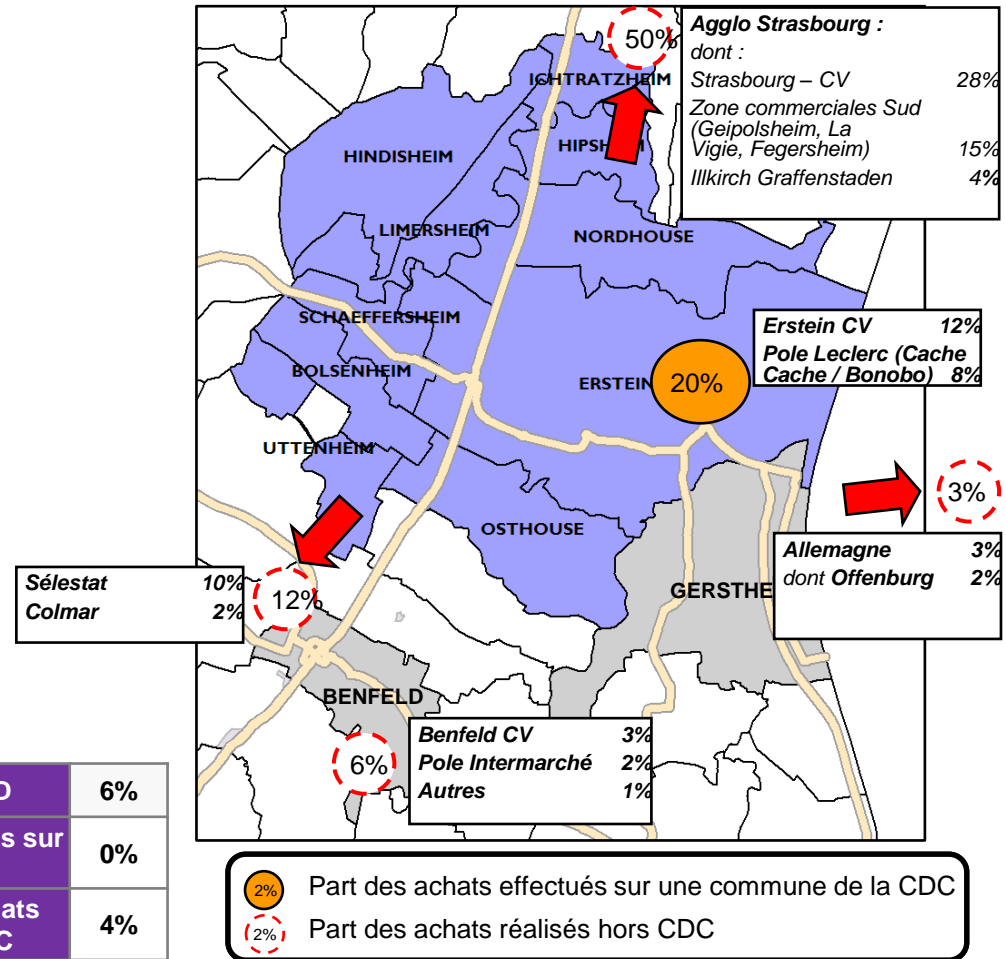 50%
Agglo Strasbourg :
dont :
Strasbourg – CV 28%
Zone commerciales Sud
(Geipolsheim, La
Vigie, Fegersheim) 15%
Illkirch Graffenstaden 4%
ICHTRATZHEIM
HINDISHEIM
HIPSHEIM
LIMERSHEIM
NORDHOUSE
SCHAEFFERSHEIM
BOLSENHEIM
ERSTEIN
20%
Erstein CV 12%
Pole Leclerc (Cache
Cache / Bonobo) 8%
UTTENHEIM
OSTHOUSE
3%
Allemagne 3%
dont Offenburg 2%
Sélestat 10%
Colmar 2%
12%
GERSTHE
BENFELD
6%
Benfeld CV 3%
Pole Intermarché 2%
Autres 1%
D 6%
s sur 0%
ats
C 4%
2% Part des achats effectués sur une commune de la CDC
2% Part des achats réalisés hors CDC